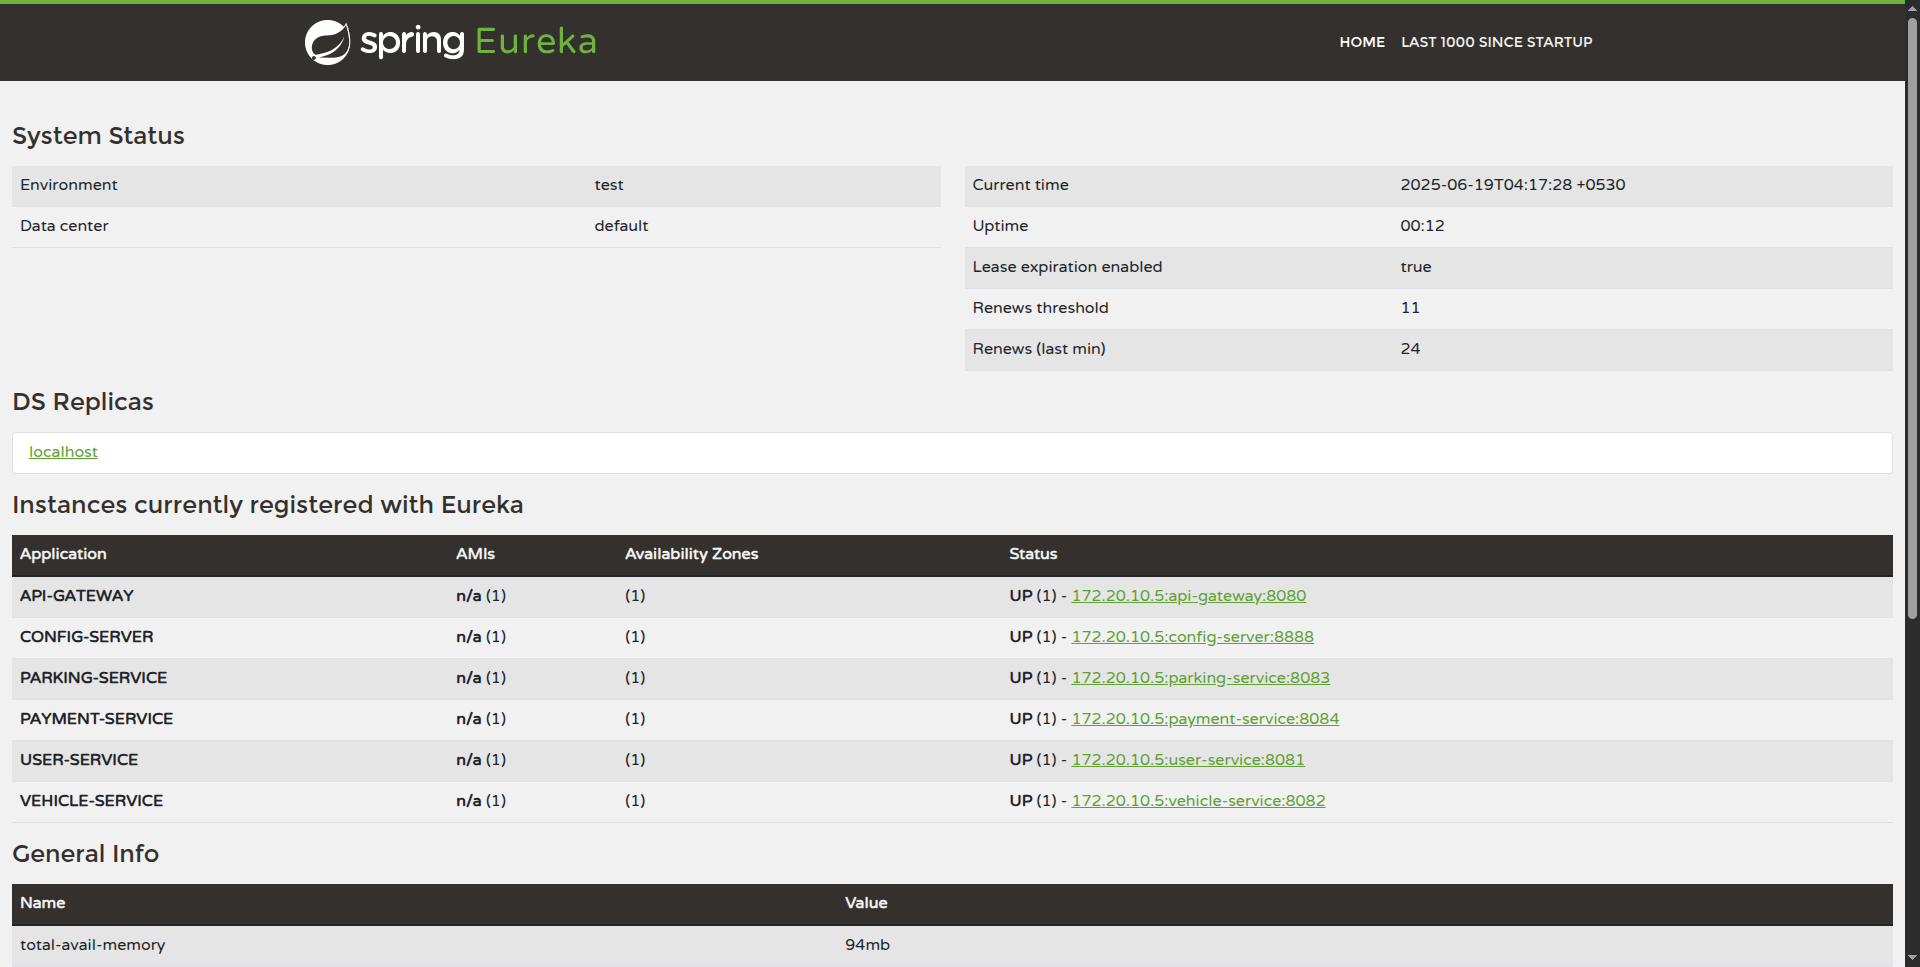 spring Eureka
HOME LAST 1000 SINCE STARTUP
System Status
Environment test
Data center default
Current time 2025-06-19T04:17:28 +0530
Uptime 00:12
Lease expiration enabled true
Renews threshold 11
Renews (last min) 24
DS Replicas
localhost
Instances currently registered with Eureka
Application AMIs Availability Zones Status
API-GATEWAY n/a (1) (1) UP (1) - 172.20.10.5:api-gateway:8080
CONFIG-SERVER n/a (1) (1) UP (1) - 172.20.10.5:config-server:8888
PARKING-SERVICE n/a (1) (1) UP (1) - 172.20.10.5:parking-service:8083
PAYMENT-SERVICE n/a (1) (1) UP (1) - 172.20.10.5:payment-service:8084
USER-SERVICE n/a (1) (1) UP (1) - 172.20.10.5:user-service:8081
VEHICLE-SERVICE n/a (1) (1) UP (1) - 172.20.10.5:vehicle-service:8082
General Info
Name Value
total-avail-memory 94mb